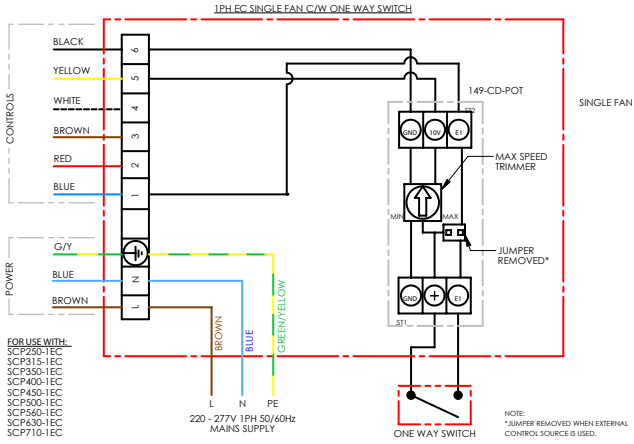 1PH EC SINGLE FAN C/W ONE WAY SWITCH
CONTROLS
BLACK
6
YELLOW
5
WHITE
4
BROWN
3
RED
2
BLUE
1
149-CD-POT
SINGLE FAN
ST2
GND
10V
E1
MAX SPEED
TRIMMER
MIN
MAX
JUMPER
REMOVED*
GND
+
E1
ST1
POWER
G/Y
BLUE
N
BROWN
L
BROWN
BLUE
GREEN/YELLOW
L
N
PE
220 - 277V 1PH 50/60Hz
MAINS SUPPLY
FOR USE WITH:
SCP250-1EC
SCP315-1EC
SCP350-1EC
SCP400-1EC
SCP450-1EC
SCP500-1EC
SCP560-1EC
SCP630-1EC
SCP710-1EC
ONE WAY SWITCH
NOTE:
*JUMPER REMOVED WHEN EXTERNAL
CONTROL SOURCE IS USED.